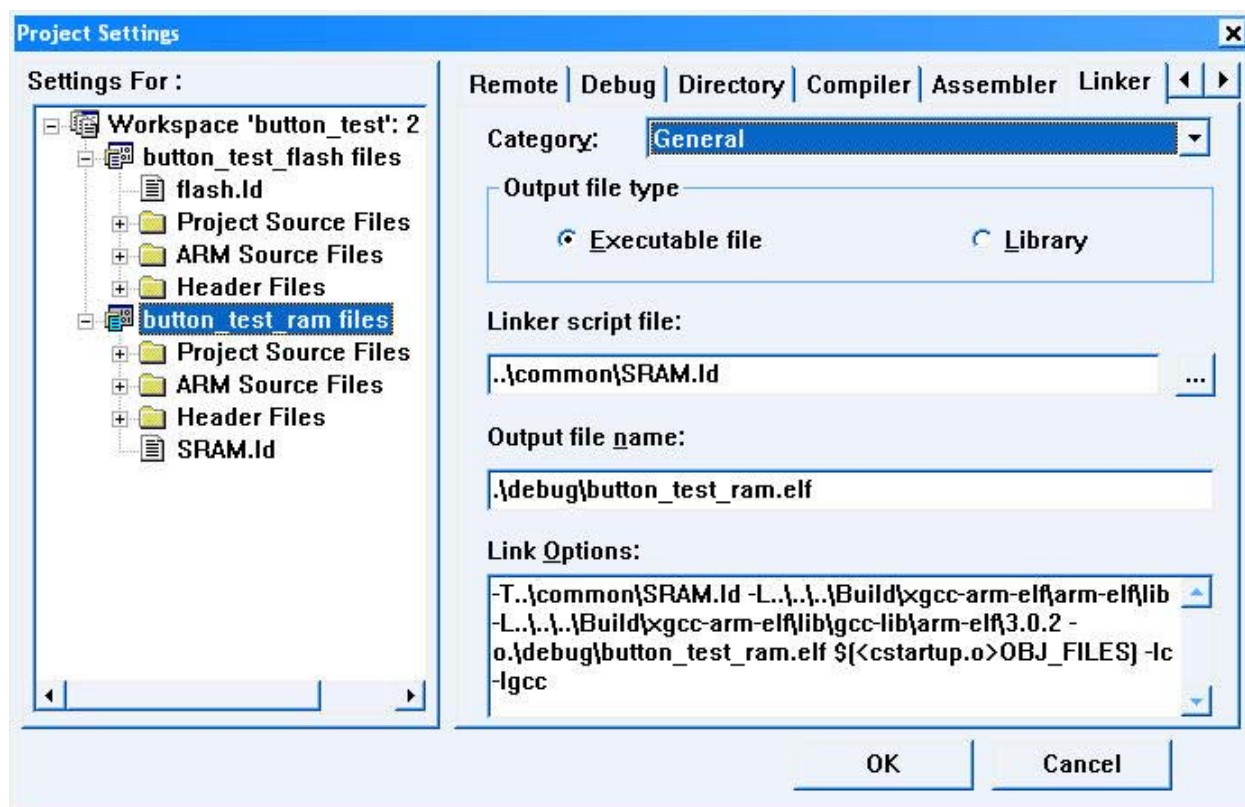 Project Settings
Settings For :
Workspace 'button_test': 2
button_test_flash files
flash.ld
Project Source Files
ARM Source Files
Header Files
button_test_ram files
Project Source Files
ARM Source Files
Header Files
SRAM.ld
Remote Debug Directory Compiler Assembler Linker
Category: General
Output file type
Executable file Library
Linker script file:
..\common\SRAM.ld
...
Output file name:
.\debug\button_test_ram.elf
Link Options:
-T..\common\SRAM.ld -L..\..\..\Build\xgcc-arm-elf\arm-elf\lib
-L..\..\..\Build\xgcc-arm-elf\lib\gcc-lib\arm-elf\3.0.2 -
o.\debug\button_test_ram.elf $(<cstartup.o>OBJ_FILES) -lc
-lgcc
OK Cancel